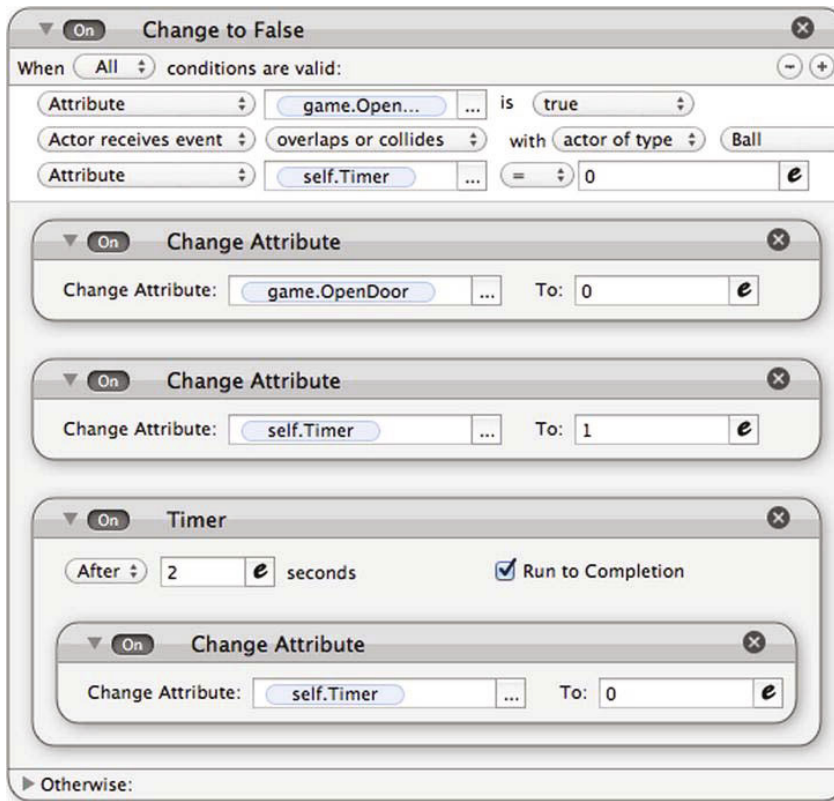 On Change to False
When All conditions are valid:
Attribute game.Open... ... is true
Actor receives event overlaps or collides with actor of type Ball
Attribute self.Timer ... = 0 e
On Change Attribute
Change Attribute: game.OpenDoor ... To: 0 e
On Change Attribute
Change Attribute: self.Timer ... To: 1 e
On Timer
After 2 e seconds Run to Completion
On Change Attribute
Change Attribute: self.Timer ... To: 0 e
Otherwise: